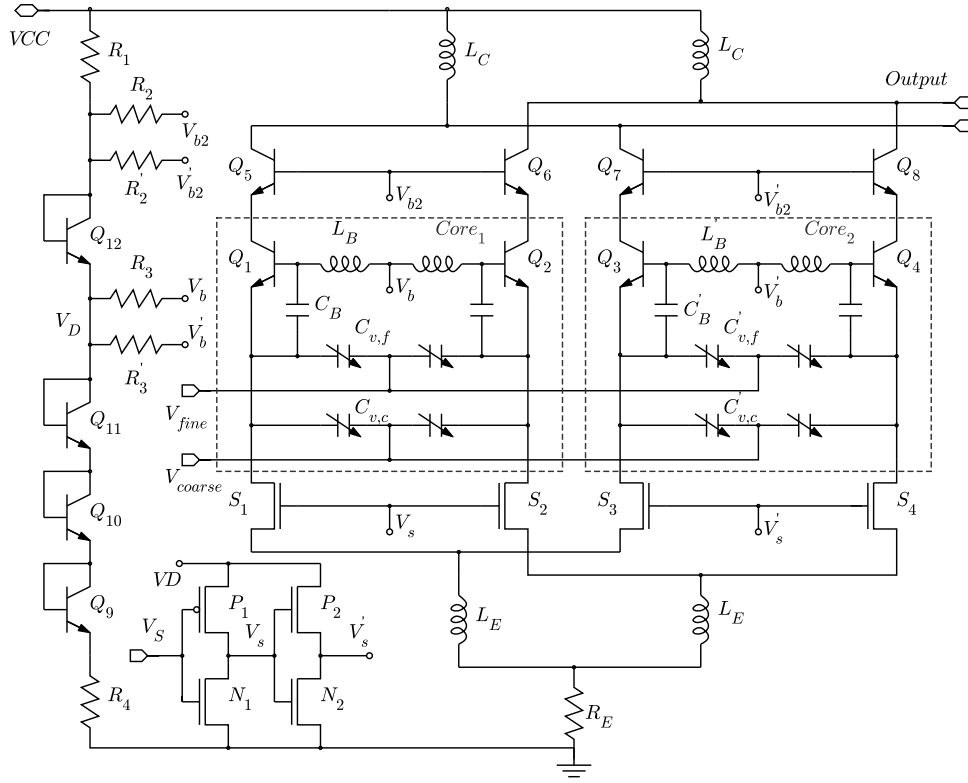 VCC
R1
LC
LC
Output
R2
Vb2
R'2
V'b2
Q5
Q6
Q7
Q8
Vb2
V'b2
Q12
LB
Core1
L'B
Core2
Q1
Q2
Q3
Q4
R3
Vb
Vb
V'b
VD
V'b
CB
C'B
R'3
Cv,f
C'v,f
Vfine
Q11
Cv,c
C'v,c
Vcoarse
S1
S2
S3
S4
Q10
Vs
V's
VD
Q9
P1
P2
LE
LE
VS
Vs
V's
R4
N1
N2
RE